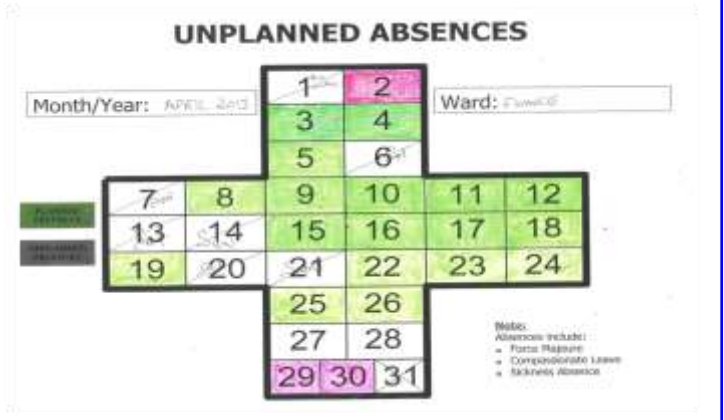 UNPLANNED ABSENCES
Month/Year: APRIL 2013
Ward:
1 2
3 4
5 6
7 8 9 10 11 12
13 14 15 16 17 18
19 20 21 22 23 24
25 26
27 28
29 30 31
Note:
Absences include:
Force Majeure
Compassionate Leave
Sickness Absence